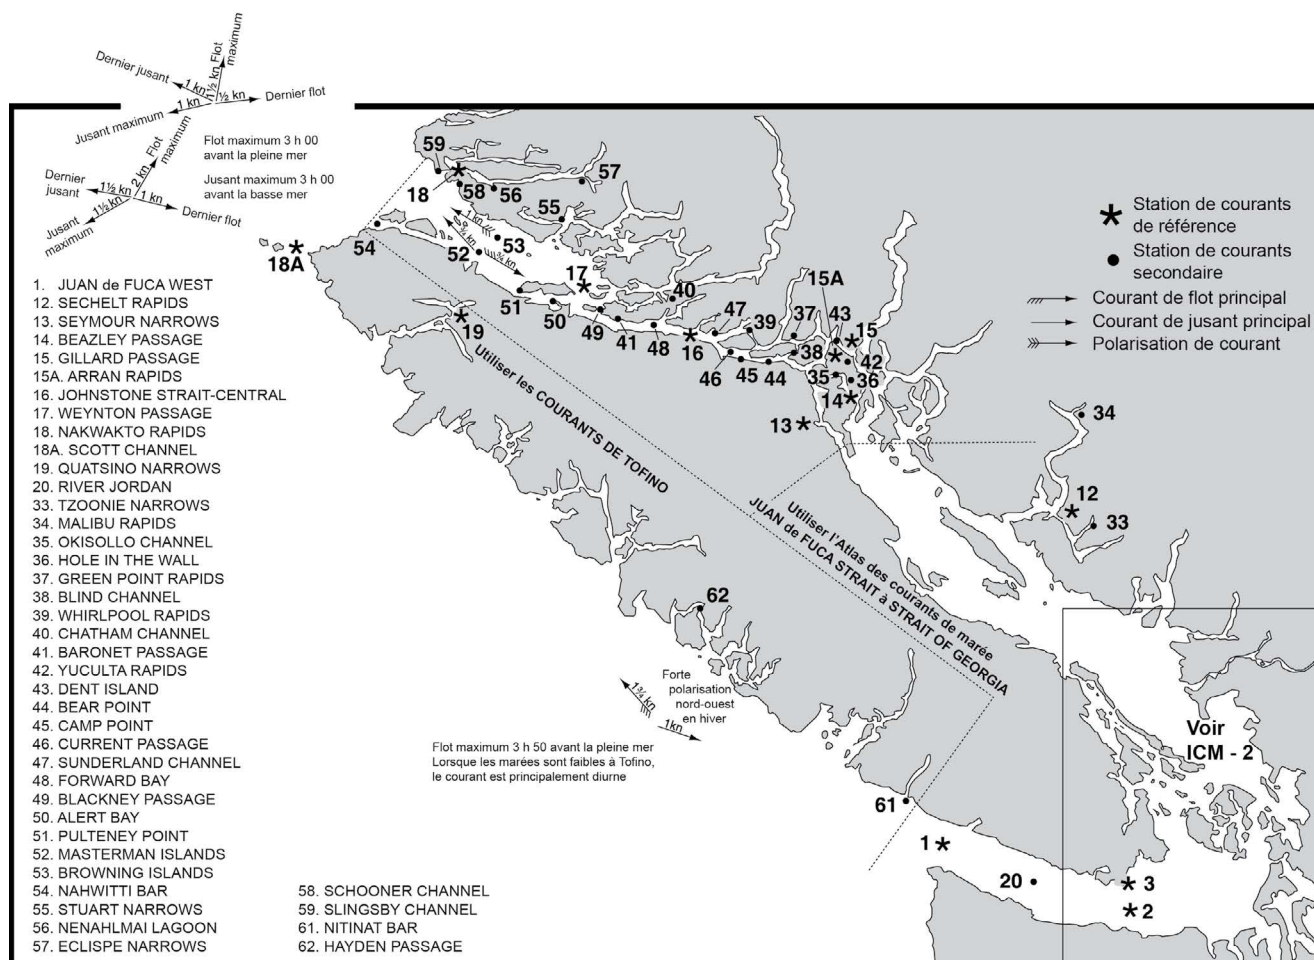 Dernier jusant
1 kn
1½ kn
Flot maximum
½ kn
Dernier flot
1 kn
Jusant maximum
Flot maximum
2 kn
Dernier jusant
1½ kn
1 kn
Dernier flot
1½ kn
Jusant maximum
Flot maximum 3 h 00
avant la pleine mer
Jusant maximum 3 h 00
avant la basse mer
59
18
58
56
57
55
1 kn
¾ kn
¾ kn
53
52
54
18A
17
51
50
49
41
48
40
16
47
39
46
45
44
37
38
15A
43
15
42
35
36
14
13
19
34
12
33
62
61
1
20
3
2
Station de courants
de référence
Station de courants
secondaire
Courant de flot principal
Courant de jusant principal
Polarisation de courant
Utiliser les COURANTS DE TOFINO
Utiliser l'Atlas des courants de marée
JUAN de FUCA STRAIT à STRAIT OF GEORGIA
Voir
ICM - 2
Forte
polarisation
nord-ouest
en hiver
1¾ kn
1kn
Flot maximum 3 h 50 avant la pleine mer
Lorsque les marées sont faibles à Tofino,
le courant est principalement diurne
1. JUAN de FUCA WEST
12. SECHELT RAPIDS
13. SEYMOUR NARROWS
14. BEAZLEY PASSAGE
15. GILLARD PASSAGE
15A. ARRAN RAPIDS
16. JOHNSTONE STRAIT-CENTRAL
17. WEYNTON PASSAGE
18. NAKWAKTO RAPIDS
18A. SCOTT CHANNEL
19. QUATSINO NARROWS
20. RIVER JORDAN
33. TZOONIE NARROWS
34. MALIBU RAPIDS
35. OKISOLLO CHANNEL
36. HOLE IN THE WALL
37. GREEN POINT RAPIDS
38. BLIND CHANNEL
39. WHIRLPOOL RAPIDS
40. CHATHAM CHANNEL
41. BARONET PASSAGE
42. YUCULTA RAPIDS
43. DENT ISLAND
44. BEAR POINT
45. CAMP POINT
46. CURRENT PASSAGE
47. SUNDERLAND CHANNEL
48. FORWARD BAY
49. BLACKNEY PASSAGE
50. ALERT BAY
51. PULTENEY POINT
52. MASTERMAN ISLANDS
53. BROWNING ISLANDS
54. NAHWITTI BAR
55. STUART NARROWS
56. NENAHLMAI LAGOON
57. ECLISPE NARROWS
58. SCHOONER CHANNEL
59. SLINGSBY CHANNEL
61. NITINAT BAR
62. HAYDEN PASSAGE